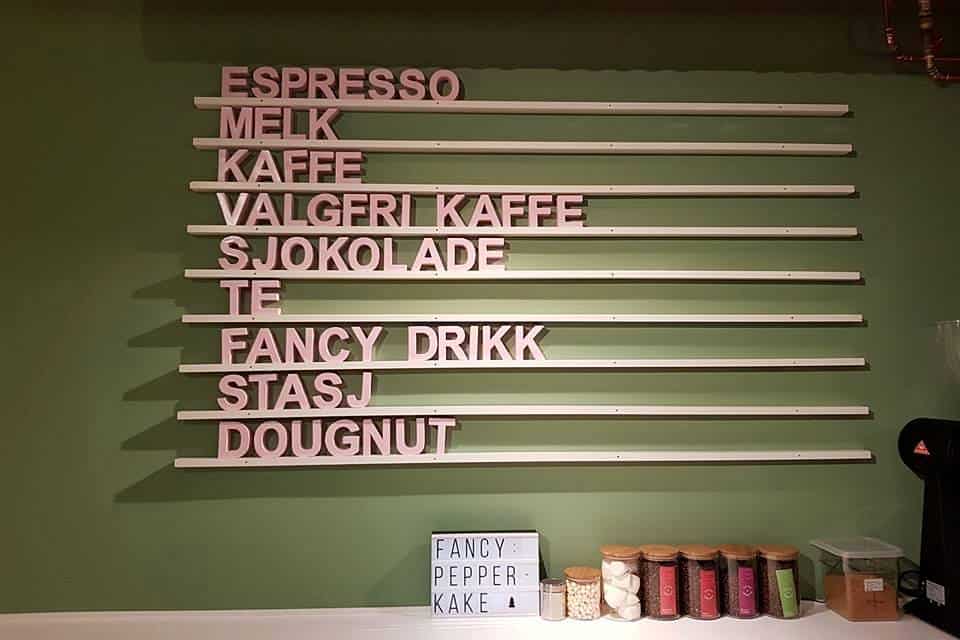 ESPRESSO
MELK
KAFFE
VALGFRI KAFFE
SJOKOLADE
TE
FANCY DRIKK
STASJ
DOUGNUT
FANCY:
PEPPER-
KAKE